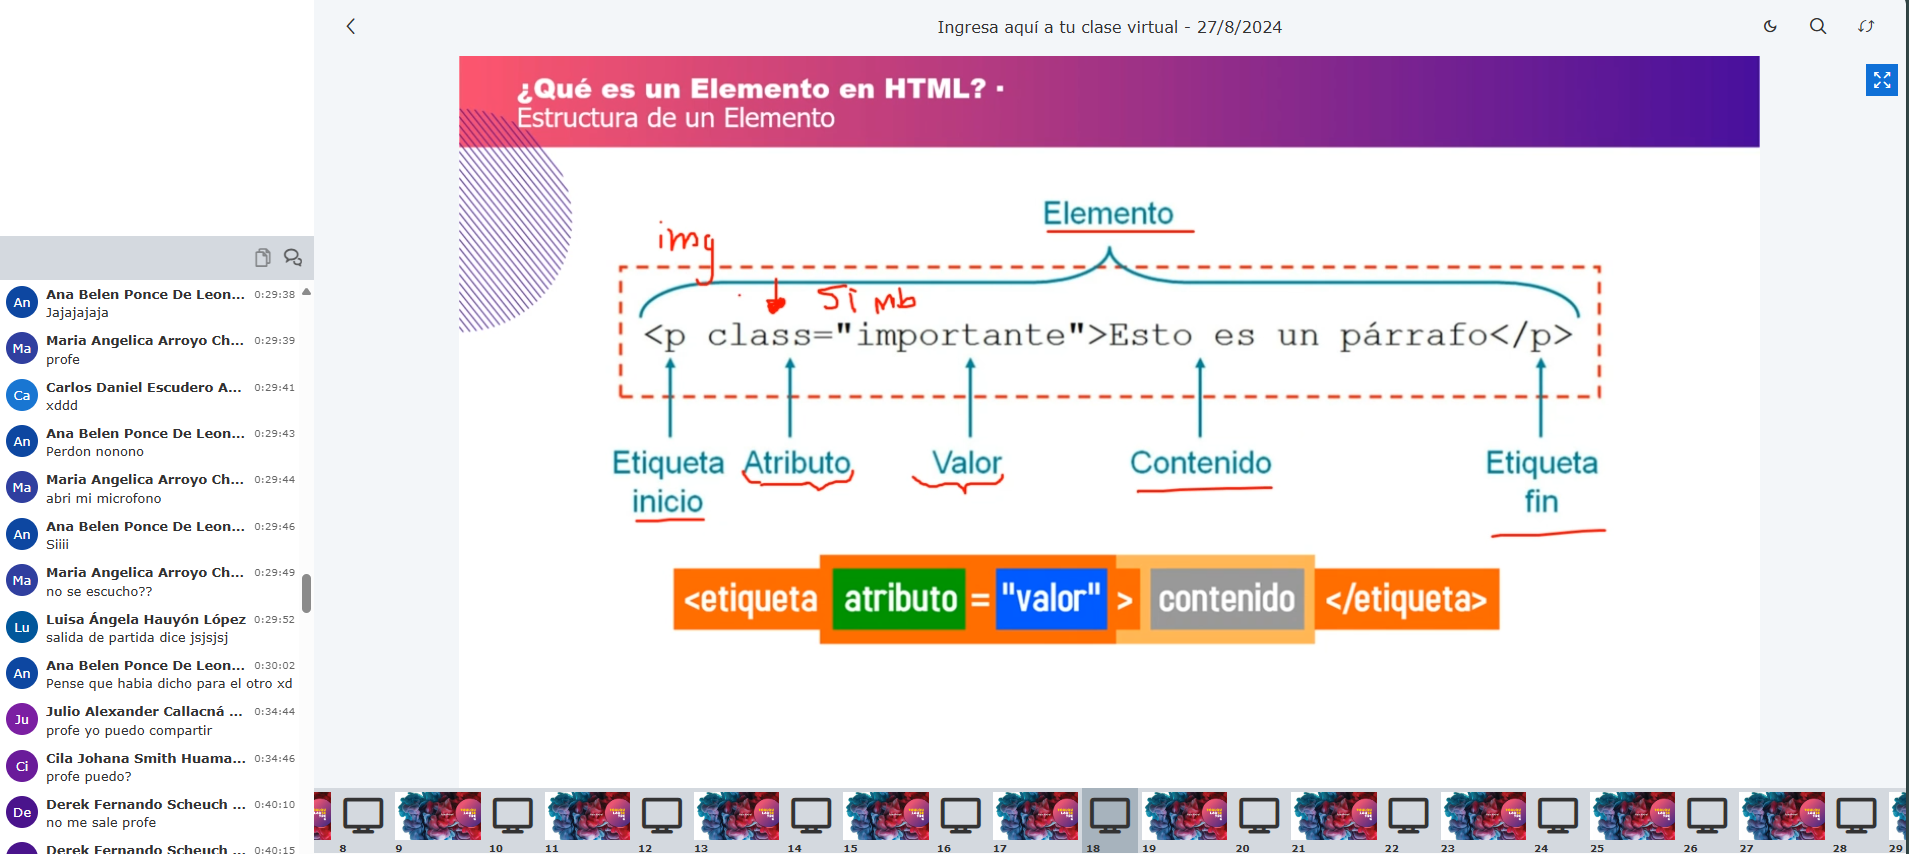 Ingresa aquí a tu clase virtual - 27/8/2024
An
Ana Belen Ponce De Leon... 0:29:38
Jajajajaja
Ma
Maria Angelica Arroyo Ch... 0:29:39
profe
Ca
Carlos Daniel Escudero A... 0:29:41
xddd
An
Ana Belen Ponce De Leon... 0:29:43
Perdon nonono
Ma
Maria Angelica Arroyo Ch... 0:29:44
abri mi microfono
An
Ana Belen Ponce De Leon... 0:29:46
Siiii
Ma
Maria Angelica Arroyo Ch... 0:29:49
no se escucho??
Lu
Luisa Ángela Hauyón López 0:29:52
salida de partida dice jsjsjsj
An
Ana Belen Ponce De Leon... 0:30:02
Pense que habia dicho para el otro xd
Ju
Julio Alexander Callacná ... 0:34:44
profe yo puedo compartir
Ci
Cila Johana Smith Huama... 0:34:46
profe puedo?
De
Derek Fernando Scheuch ... 0:40:10
no me sale profe
Derek Fernando Scheuch ... 0:40:15
¿Qué es un Elemento en HTML? ·
Estructura de un Elemento
Elemento
img
Si mb
<p class="importante">Esto es un párrafo</p>
Etiqueta inicio
Atributo
Valor
Contenido
Etiqueta fin
<etiqueta atributo = "valor" > contenido </etiqueta>
8 9 10 11 12 13 14 15 16 17 18 19 20 21 22 23 24 25 26 27 28 29